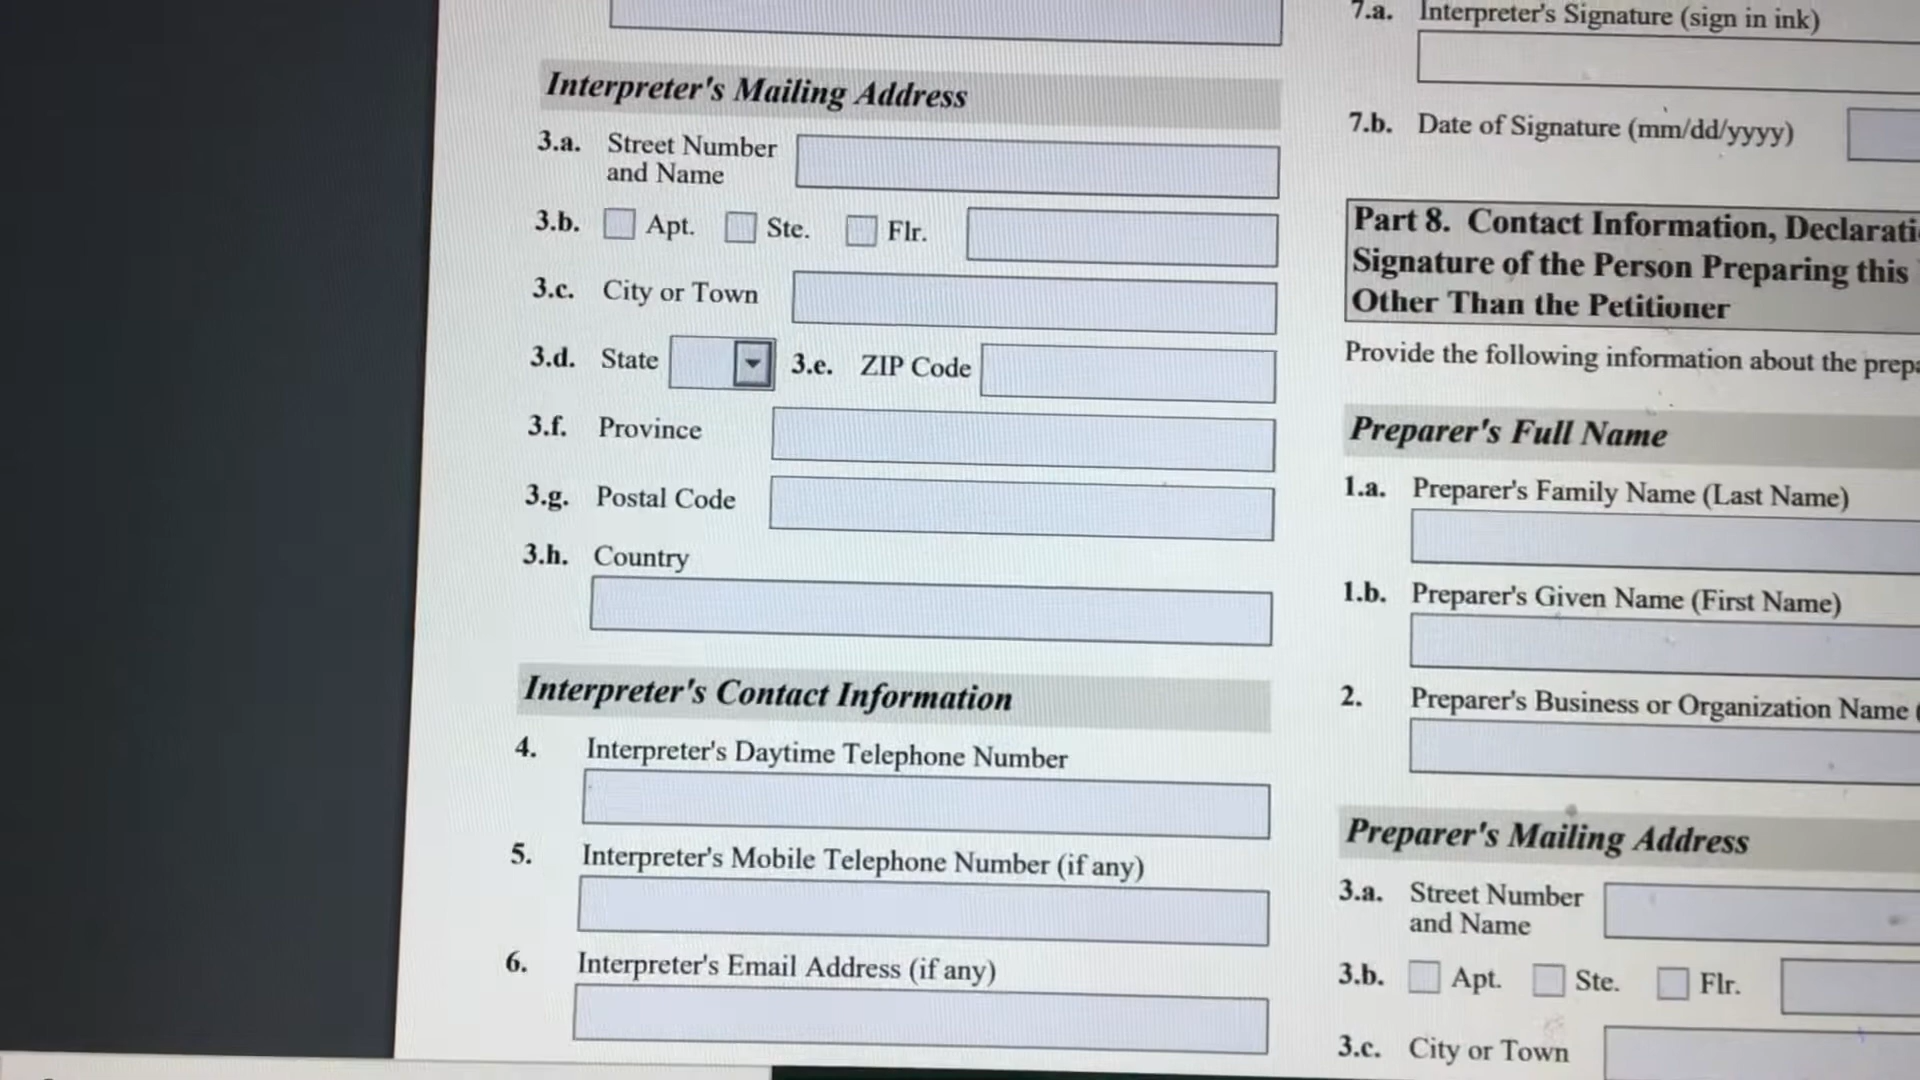 Interpreter's Mailing Address
3.a. Street Number
and Name
3.b. Apt. Ste. Flr.
3.c. City or Town
3.d. State 3.e. ZIP Code
3.f. Province
3.g. Postal Code
3.h. Country
Interpreter's Contact Information
4. Interpreter's Daytime Telephone Number
5. Interpreter's Mobile Telephone Number (if any)
6. Interpreter's Email Address (if any)
7.a. Interpreter's Signature (sign in ink)
7.b. Date of Signature (mm/dd/yyyy)
Part 8. Contact Information,
Signature of the Person Preparing this
Other Than the Petitioner
Provide the following information about the
Preparer's Full Name
1.a. Preparer's Family Name (Last Name)
1.b. Preparer's Given Name (First Name)
2. Preparer's Business or Organization Name
Preparer's Mailing Address
3.a. Street Number
and Name
3.b. Apt. Ste. Flr.
3.c. City or Town